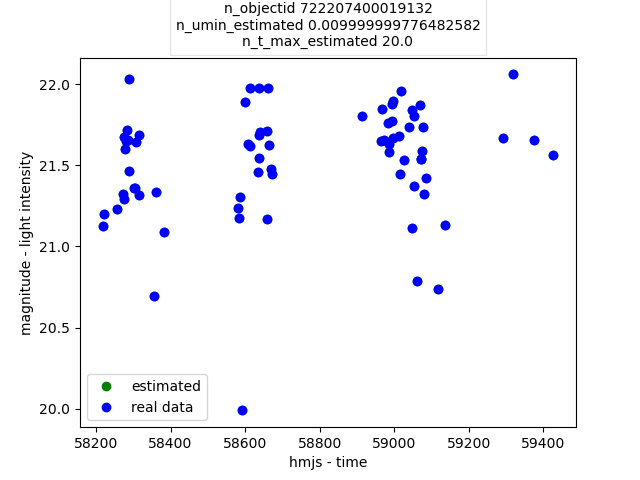 n_objectid 722207400019132
n_umin_estimated 0.009999999776482582
n_t_max_estimated 20.0
magnitude - light intensity
22.0
21.5
21.0
20.5
20.0
estimated
real data
58200 58400 58600 58800 59000 59200 59400
hmjs - time